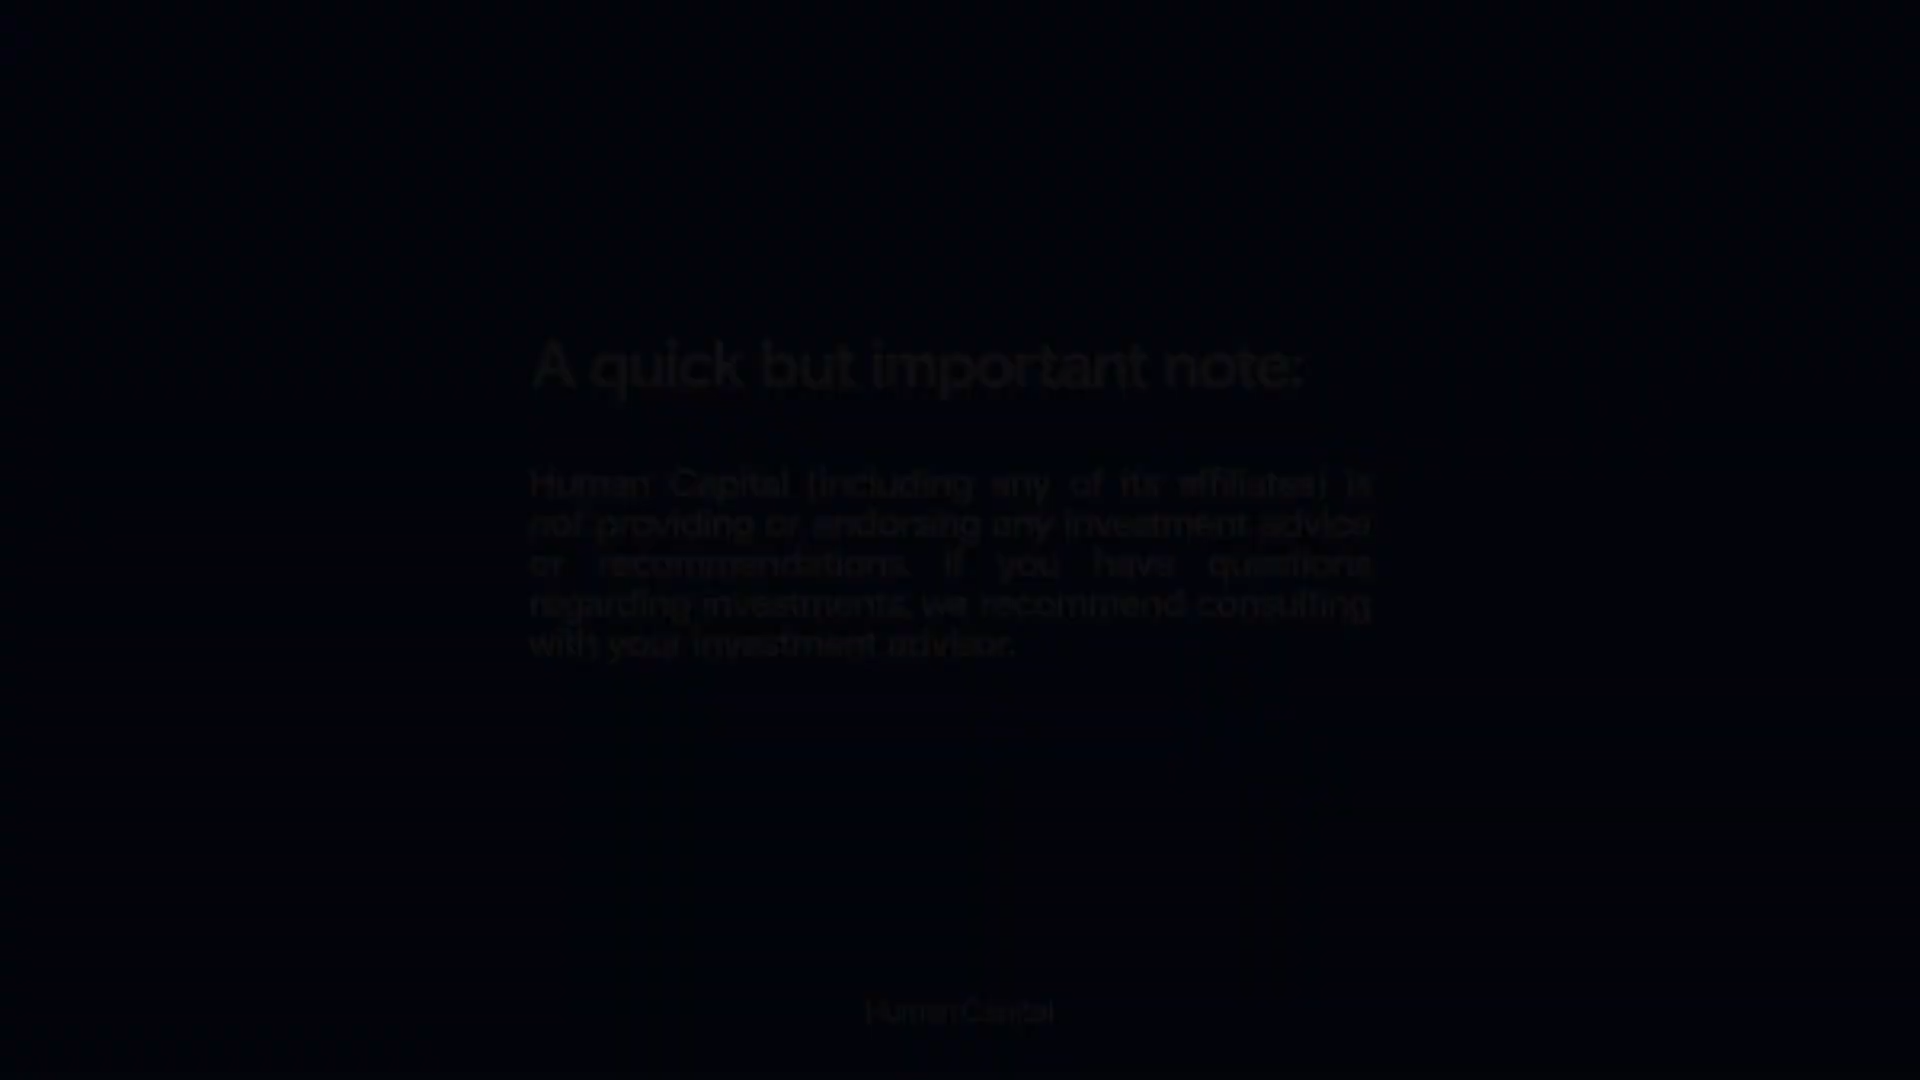 A quick but important note:
Human Capital (including any of its affiliates) is
not providing or endorsing any investment advice
or recommendations. If you have questions
regarding investments, we recommend consulting
with your investment advisor.
Human Capital